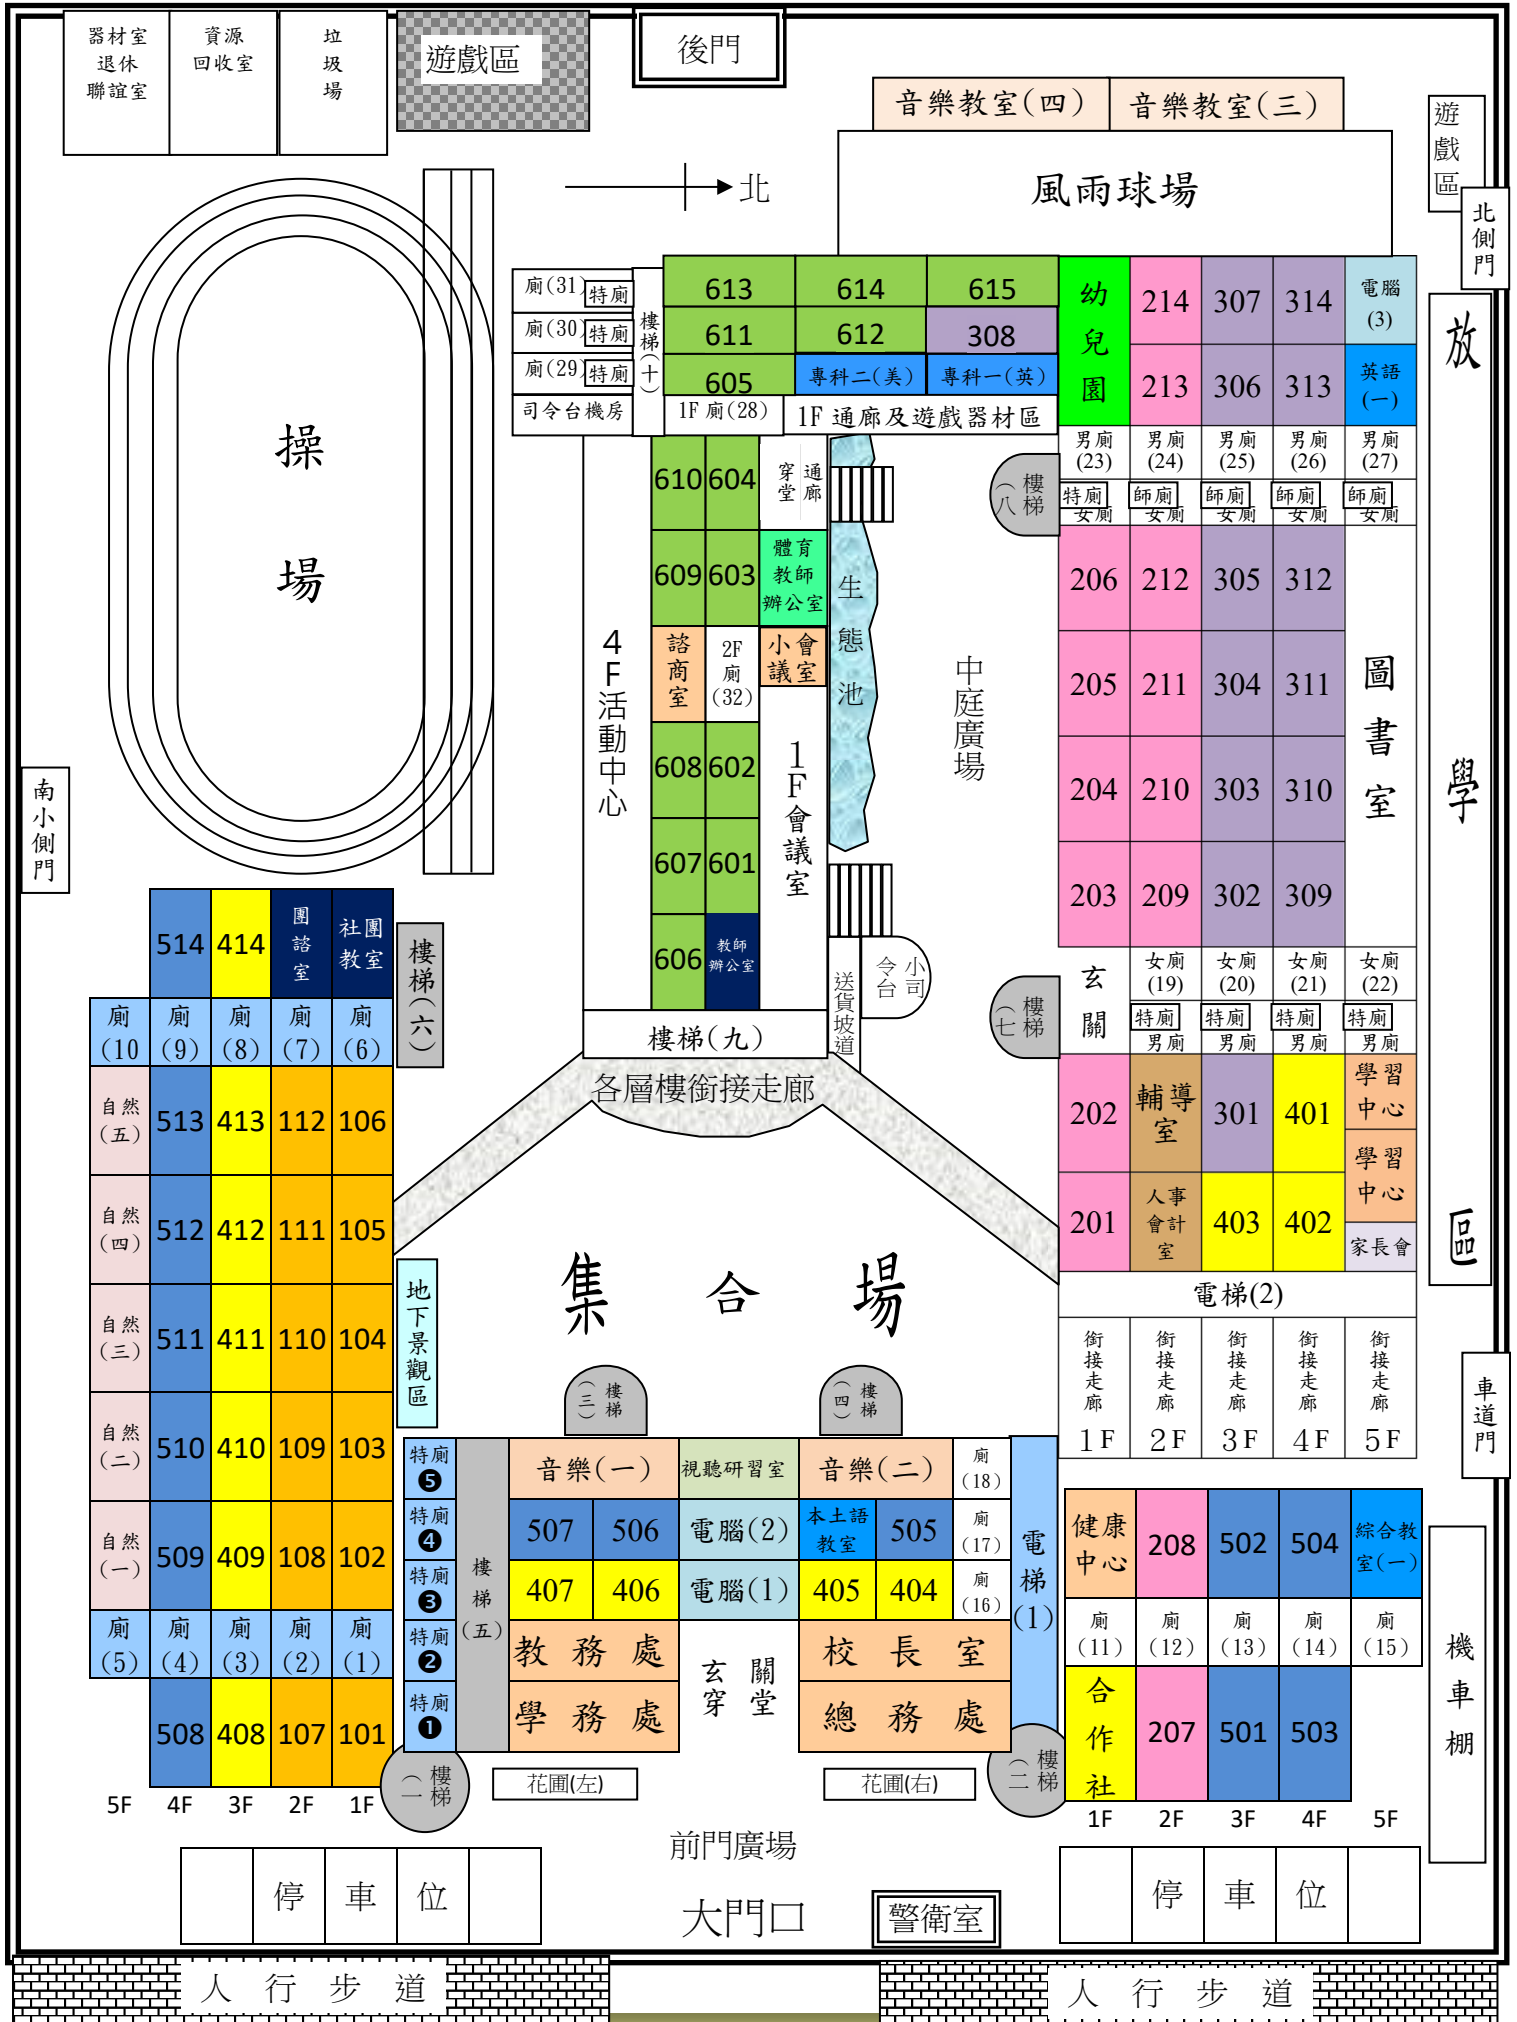 器材室
退休
聯誼室
資源
回收室
垃
圾
場
遊戲區
後門
音樂教室(四)
音樂教室(三)
遊
戲
區
北
風雨球場
北
側
門
操
場
廁(31)
特廁
廁(30)
特廁
廁(29)
特廁
司令台機房
樓梯(十)
613
614
615
611
612
308
605
專科二(美)
專科一(英)
1F 廁(28)
1F 通廊及遊戲器材區
幼
兒
園
214
307
314
電腦
(3)
213
306
313
英語
(一)
男廁
(23)
男廁
(24)
男廁
(25)
男廁
(26)
男廁
(27)
特廁
女廁
師廁
女廁
師廁
女廁
師廁
女廁
師廁
女廁
樓梯
(八
放
學
區
4F活動中心
610
604
穿堂
通廊
609
603
體育
教師
辦公室
諮
商
室
2F
廁
(32)
小會
議室
608
602
607
601
606
教師
辦公室
1F會議室
生
態
池
中庭廣場
206
212
305
312
205
211
304
311
204
210
303
310
203
209
302
309
圖
書
室
南
小
側
門
小司
令台
送貨坡道
樓梯
(七
玄
關
女廁
(19)
女廁
(20)
女廁
(21)
女廁
(22)
特廁
男廁
特廁
男廁
特廁
男廁
特廁
男廁
樓梯(九)
各層樓銜接走廊
202
輔導
室
301
401
學習
中心
學習
中心
201
人事
會計
室
403
402
家長會
電梯(2)
銜接走廊
1F
銜接走廊
2F
銜接走廊
3F
銜接走廊
4F
銜接走廊
5F
車
道
門
514
414
團
諮
室
社團
教室
樓梯(六)
廁
(10
廁
(9)
廁
(8)
廁
(7)
廁
(6)
自然
(五)
513
413
112
106
自然
(四)
512
412
111
105
自然
(三)
511
411
110
104
自然
(二)
510
410
109
103
自然
(一)
509
409
108
102
廁
(5)
廁
(4)
廁
(3)
廁
(2)
廁
(1)
508
408
107
101
5F
4F
3F
2F
1F
地下景觀區
集 合 場
樓梯
(三)
樓梯
(四)
特廁
❺
特廁
❹
特廁
❸
特廁
❷
特廁
❶
樓梯(五)
音樂(一)
視聽研習室
音樂(二)
廁
(18)
507
506
電腦(2)
本土語
教室
505
廁
(17)
407
406
電腦(1)
405
404
廁
(16)
教 務 處
玄 關
穿 堂
校 長 室
學 務 處
總 務 處
電梯(1)
樓梯
(一
樓梯
(二
花圃(左)
花圃(右)
健康
中心
208
502
504
綜合教
室(一)
廁
(11)
廁
(12)
廁
(13)
廁
(14)
廁
(15)
合
作
社
207
501
503
1F
2F
3F
4F
5F
機
車
棚
停 車 位
前門廣場
大門口
警衛室
停 車 位
人 行 步 道
人 行 步 道